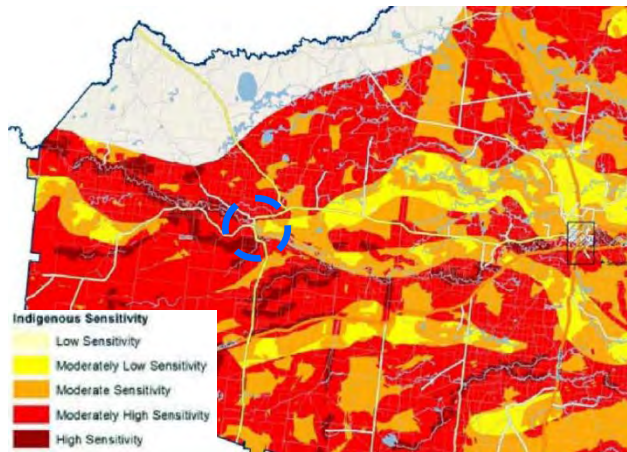 Indigenous Sensitivity
Low Sensitivity
Moderately Low Sensitivity
Moderate Sensitivity
Moderately High Sensitivity
High Sensitivity